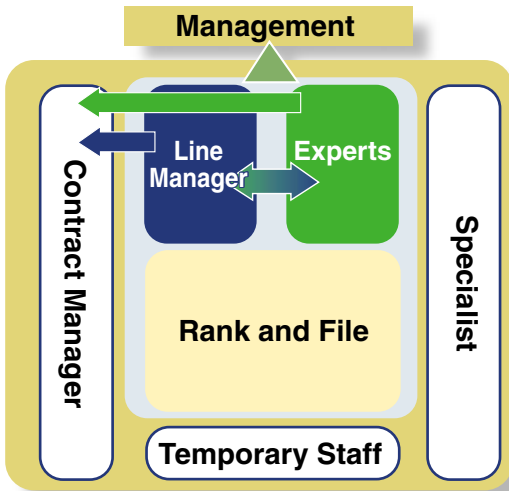 Management
Line
Manager
Experts
Contract Manager
Specialist
Rank and File
Temporary Staff